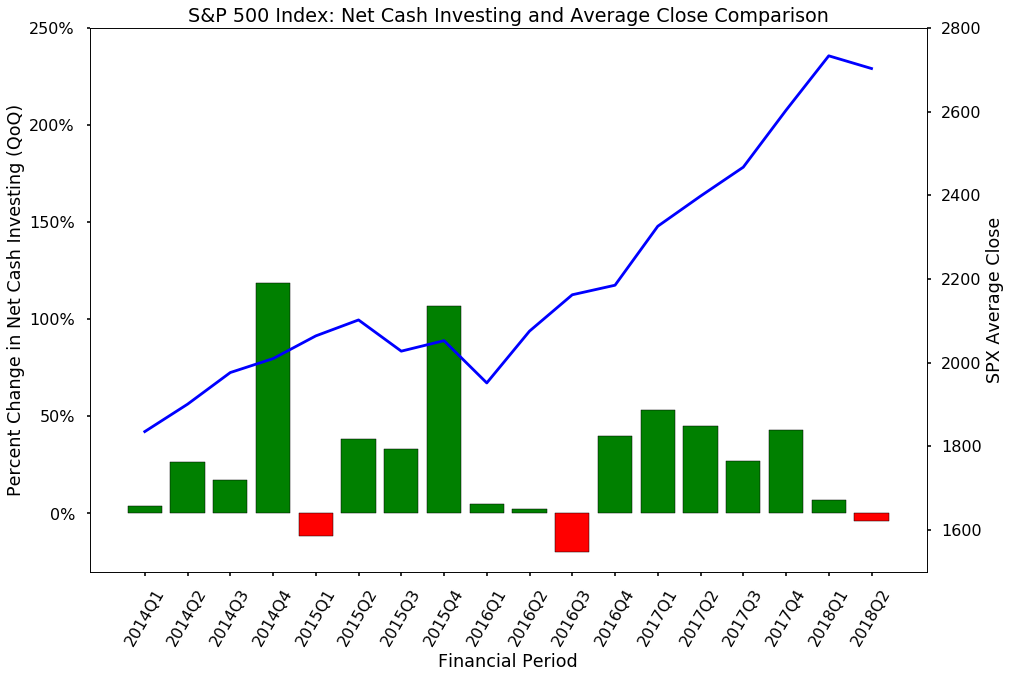 S&P 500 Index: Net Cash Investing and Average Close Comparison
Percent Change in Net Cash Investing (QoQ)
250%
200%
150%
100%
50%
0%
2800
2600
2400
2200
2000
1800
1600
SPX Average Close
2014Q1
2014Q2
2014Q3
2014Q4
2015Q1
2015Q2
2015Q3
2015Q4
2016Q1
2016Q2
2016Q3
2016Q4
2017Q1
2017Q2
2017Q3
2017Q4
2018Q1
2018Q2
Financial Period